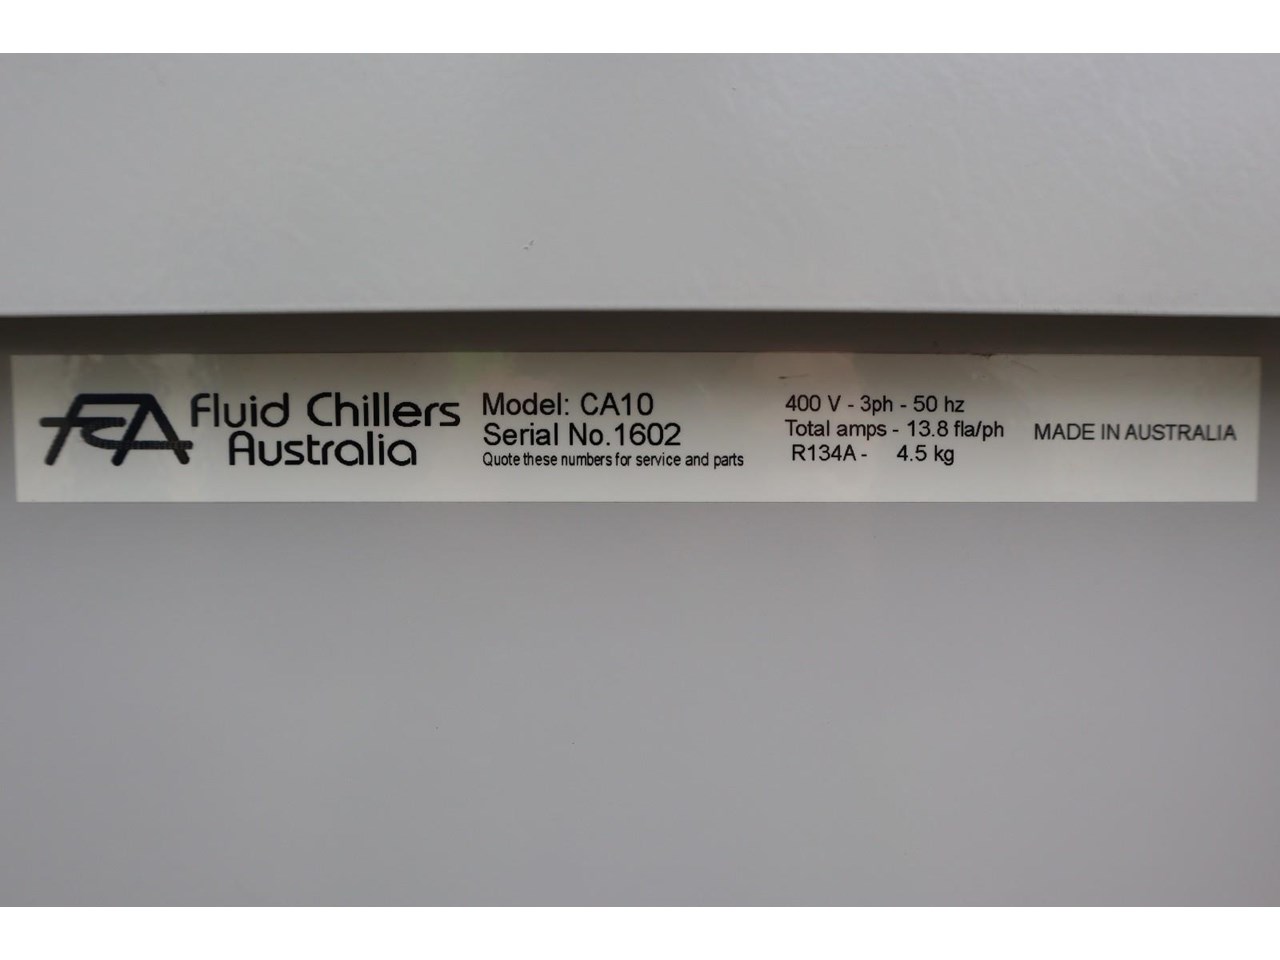 FCA Fluid Chillers
Australia
Model: CA10
Serial No.1602
Quote these numbers for service and parts
400 V - 3ph - 50 hz
Total amps - 13.8 fla/ph
R134A - 4.5 kg
MADE IN AUSTRALIA